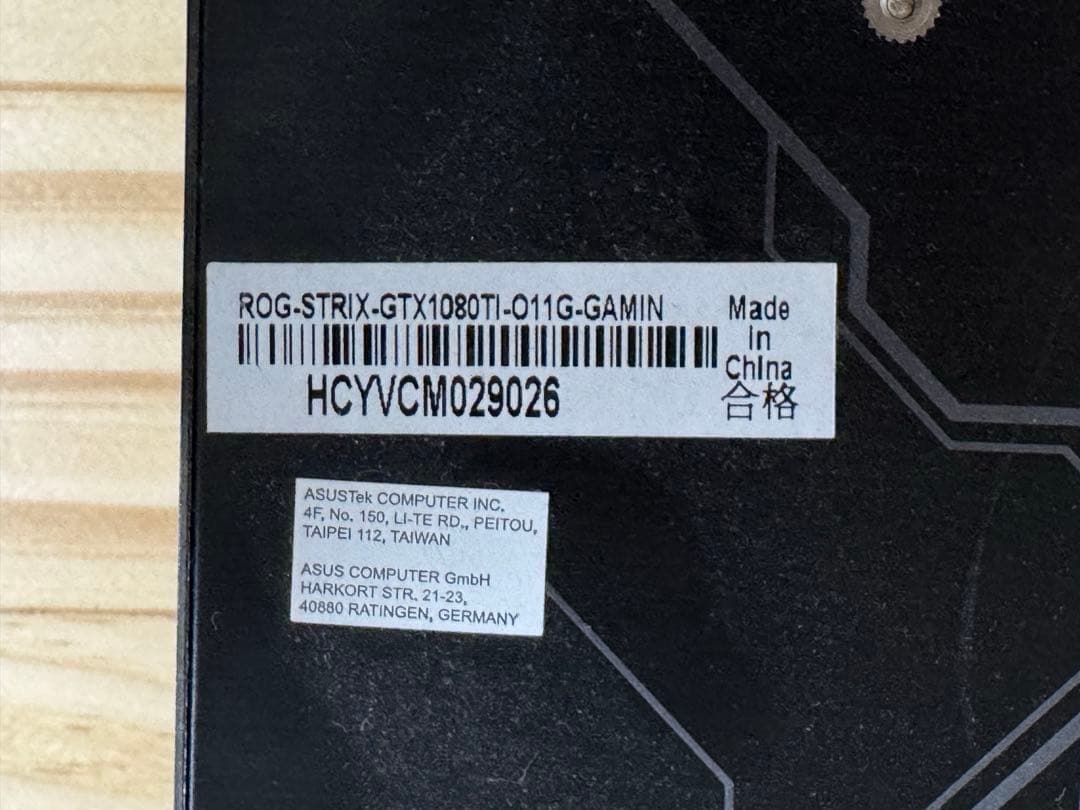 ROG-STRIX-GTX1080TI-O11G-GAMIN
HCYVCM029026
Made
in
China
合格
ASUSTek COMPUTER INC.
4F, No. 150, LI-TE RD., PEITOU,
TAIPEI 112, TAIWAN
ASUS COMPUTER GmbH
HARKORT STR. 21-23,
40880 RATINGEN, GERMANY